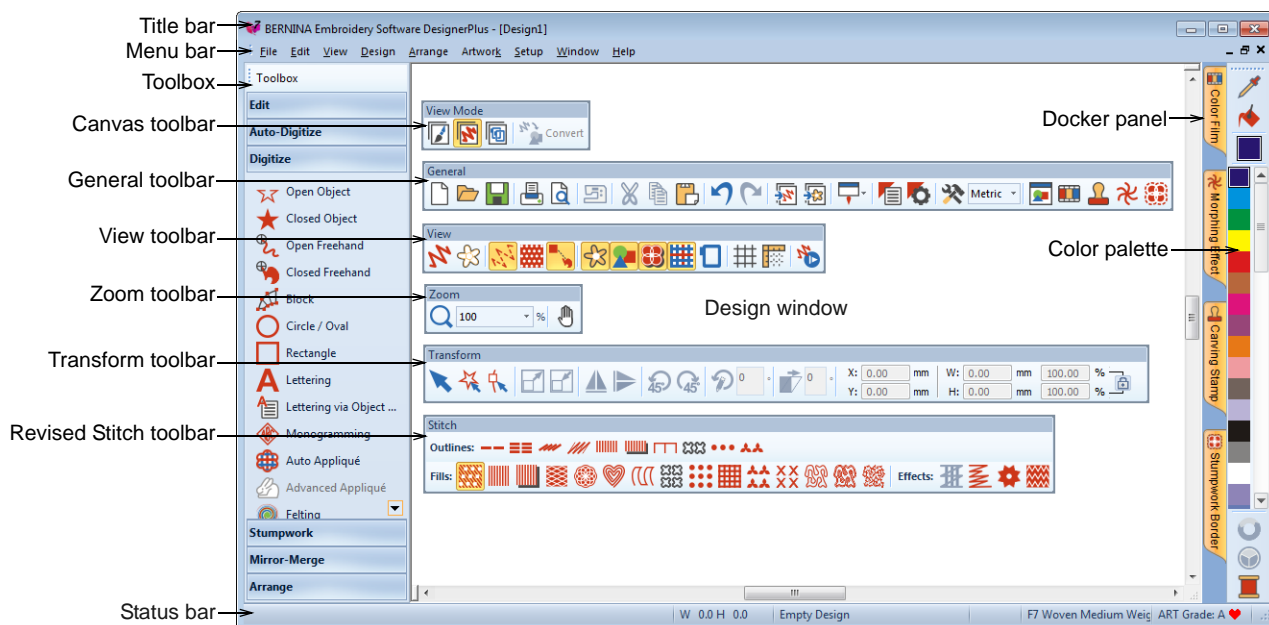 Title bar
BERNINA Embroidery Software DesignerPlus - [Design1]
Menu bar
File Edit View Design Arrange Artwork Setup Window Help
Toolbox
Toolbox
Edit
Canvas toolbar
Auto-Digitize
View Mode
Convert
Docker panel
Color Film
Digitize
General toolbar
General
Metric
Open Object
Closed Object
View toolbar
View
Open Freehand
Closed Freehand
Morphing Effect
Color palette
Zoom toolbar
Block
Zoom
100 %
Design window
Circle / Oval
Transform toolbar
Rectangle
Transform
45° 45° 0 ° 0 ° X: 0.00 mm W: 0.00 mm 100.00 %
Y: 0.00 mm H: 0.00 mm 100.00 %
Carving Stamp
Lettering
Lettering via Object ...
Revised Stitch toolbar
Monogramming
Stitch
Outlines:
Auto Appliqué
Fills: Effects:
Advanced Appliqué
Felting
Stumpwork Border
Stumpwork
Mirror-Merge
Arrange
Status bar
W 0.0 H 0.0 Empty Design F7 Woven Medium Weig ART Grade: A